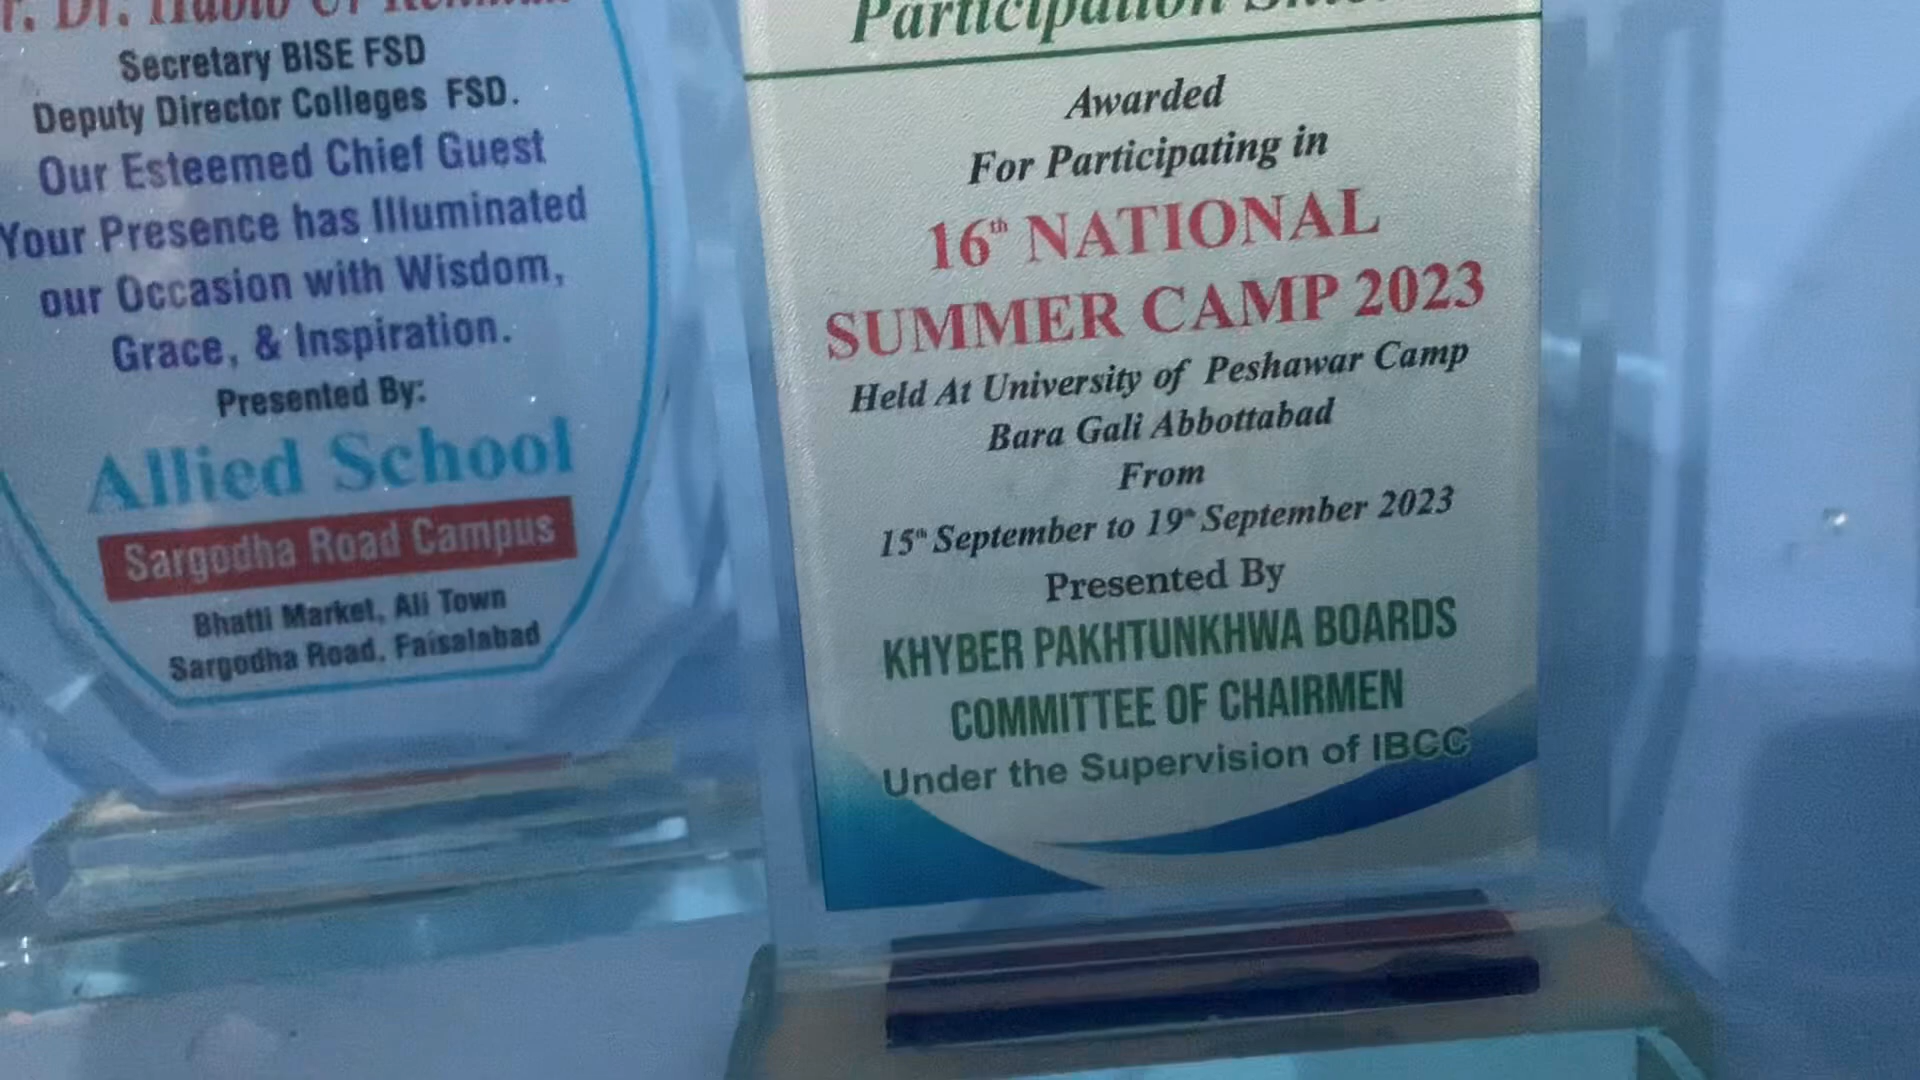 Secretary BISE FSD
Deputy Director Colleges FSD.
Our Esteemed Chief Guest
Your Presence has Illuminated
our Occasion with Wisdom,
Grace, & Inspiration.
Presented By:
Allied School
Sargodha Road Campus
Bhatti Market, Ali Town
Sargodha Road, Faisalabad
Participation
Awarded
For Participating in
16th NATIONAL
SUMMER CAMP 2023
Held At University of Peshawar Camp
Bara Gali Abbottabad
From
15th September to 19th September 2023
Presented By
KHYBER PAKHTUNKHWA BOARDS
COMMITTEE OF CHAIRMEN
Under the Supervision of IBCC